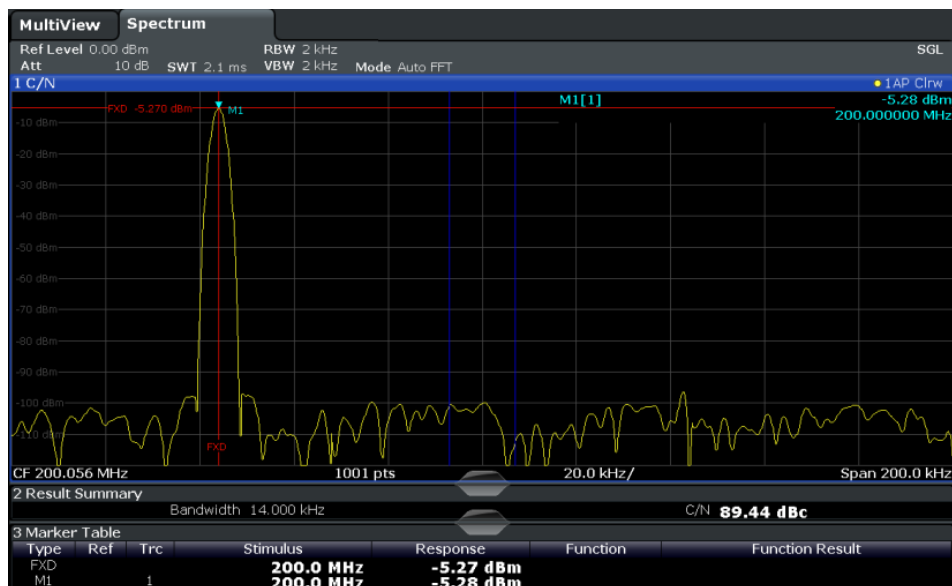 MultiView Spectrum
Ref Level 0.00 dBm RBW 2 kHz SGL
Att 10 dB SWT 2.1 ms VBW 2 kHz Mode Auto FFT
1 C/N 1AP Clrw
FXD -5.270 dBm M1 M1[1] -5.28 dBm
200.000000 MHz
-10 dBm
-20 dBm
-30 dBm
-40 dBm
-50 dBm
-60 dBm
-70 dBm
-80 dBm
-90 dBm
-100 dBm
-110 dBm
FXD
CF 200.056 MHz 1001 pts 20.0 kHz/ Span 200.0 kHz
2 Result Summary
Bandwidth 14.000 kHz C/N 89.44 dBc
3 Marker Table
Type Ref Trc Stimulus Response Function Function Result
FXD 200.0 MHz -5.27 dBm
M1 1 200.0 MHz -5.28 dBm